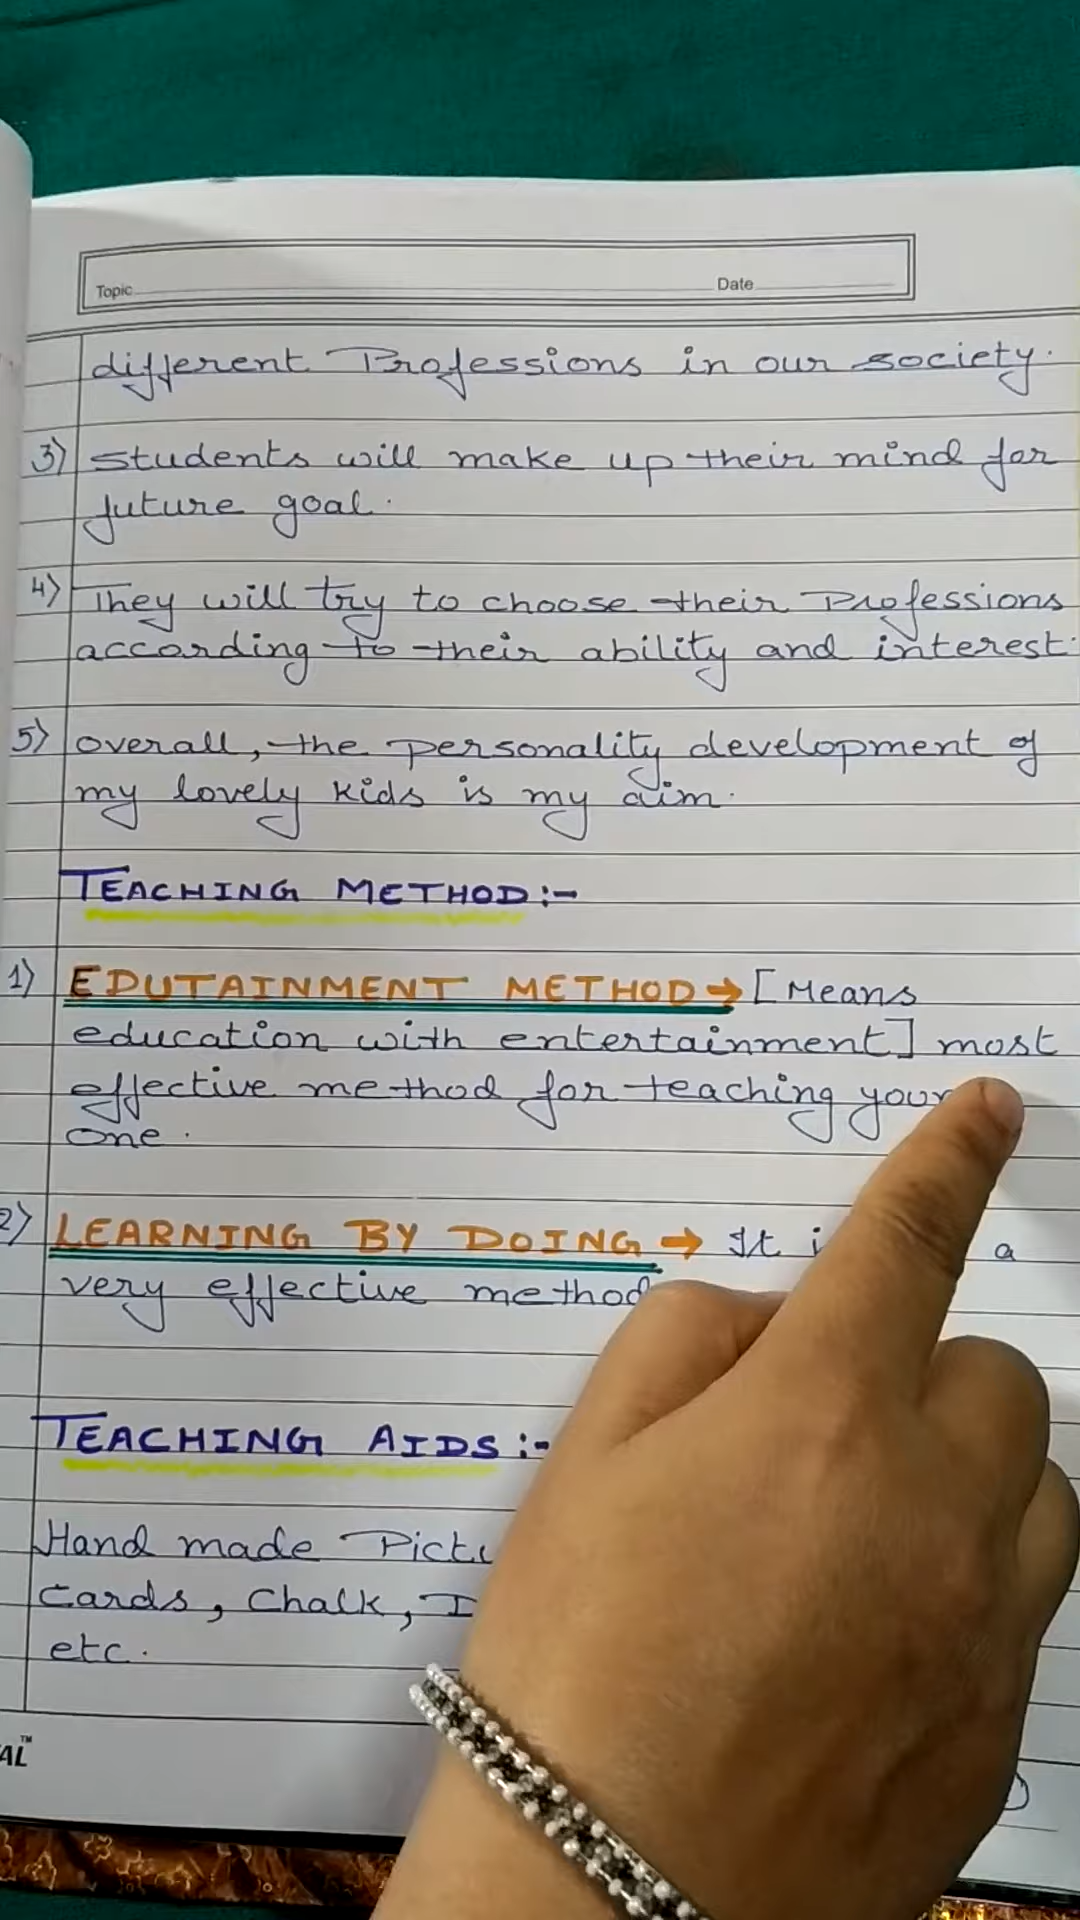 Topic Date
different Professions in our society.
3) Students will make up their mind for
future goal.
4) They will try to choose their Professions
according to their ability and interest.
5) Overall, the personality development of
my lovely kids is my aim.
TEACHING METHOD:-
1) EDUTAINMENT METHOD→ [Means
education with entertainment] most
effective method for teaching
one.
2) LEARNING BY DOING → It a
very effective method
TEACHING AIDS:-
Hand made
Cards, Chalk,
etc.